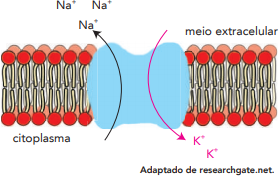 Na⁺ Na⁺
Na⁺
meio extracelular
K⁺
K⁺
citoplasma
Adaptado de researchgate.net.